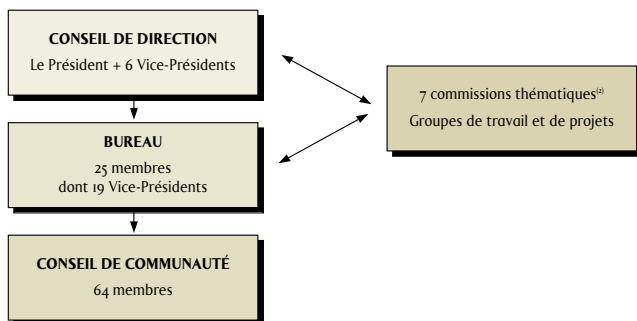 CONSEIL DE DIRECTION
Le Président + 6 Vice-Présidents
7 commissions thématiques(2)
Groupes de travail et de projets
BUREAU
25 membres
dont 19 Vice-Présidents
CONSEIL DE COMMUNAUTÉ
64 membres